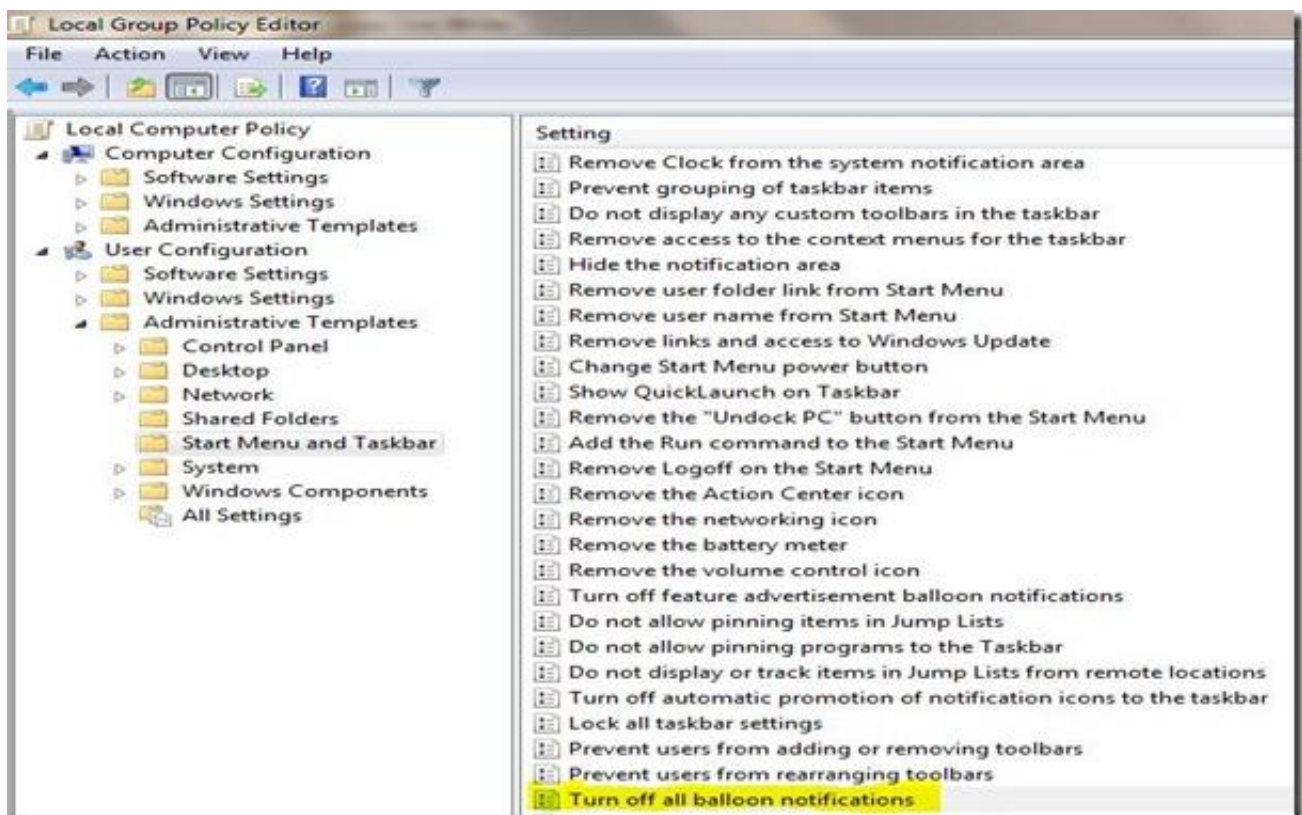 Local Group Policy Editor
File Action View Help
Local Computer Policy
Computer Configuration
Software Settings
Windows Settings
Administrative Templates
User Configuration
Software Settings
Windows Settings
Administrative Templates
Control Panel
Desktop
Network
Shared Folders
Start Menu and Taskbar
System
Windows Components
All Settings
Setting
Remove Clock from the system notification area
Prevent grouping of taskbar items
Do not display any custom toolbars in the taskbar
Remove access to the context menus for the taskbar
Hide the notification area
Remove user folder link from Start Menu
Remove user name from Start Menu
Remove links and access to Windows Update
Change Start Menu power button
Show QuickLaunch on Taskbar
Remove the "Undock PC" button from the Start Menu
Add the Run command to the Start Menu
Remove Logoff on the Start Menu
Remove the Action Center icon
Remove the networking icon
Remove the battery meter
Remove the volume control icon
Turn off feature advertisement balloon notifications
Do not allow pinning items in Jump Lists
Do not allow pinning programs to the Taskbar
Do not display or track items in Jump Lists from remote locations
Turn off automatic promotion of notification icons to the taskbar
Lock all taskbar settings
Prevent users from adding or removing toolbars
Prevent users from rearranging toolbars
Turn off all balloon notifications